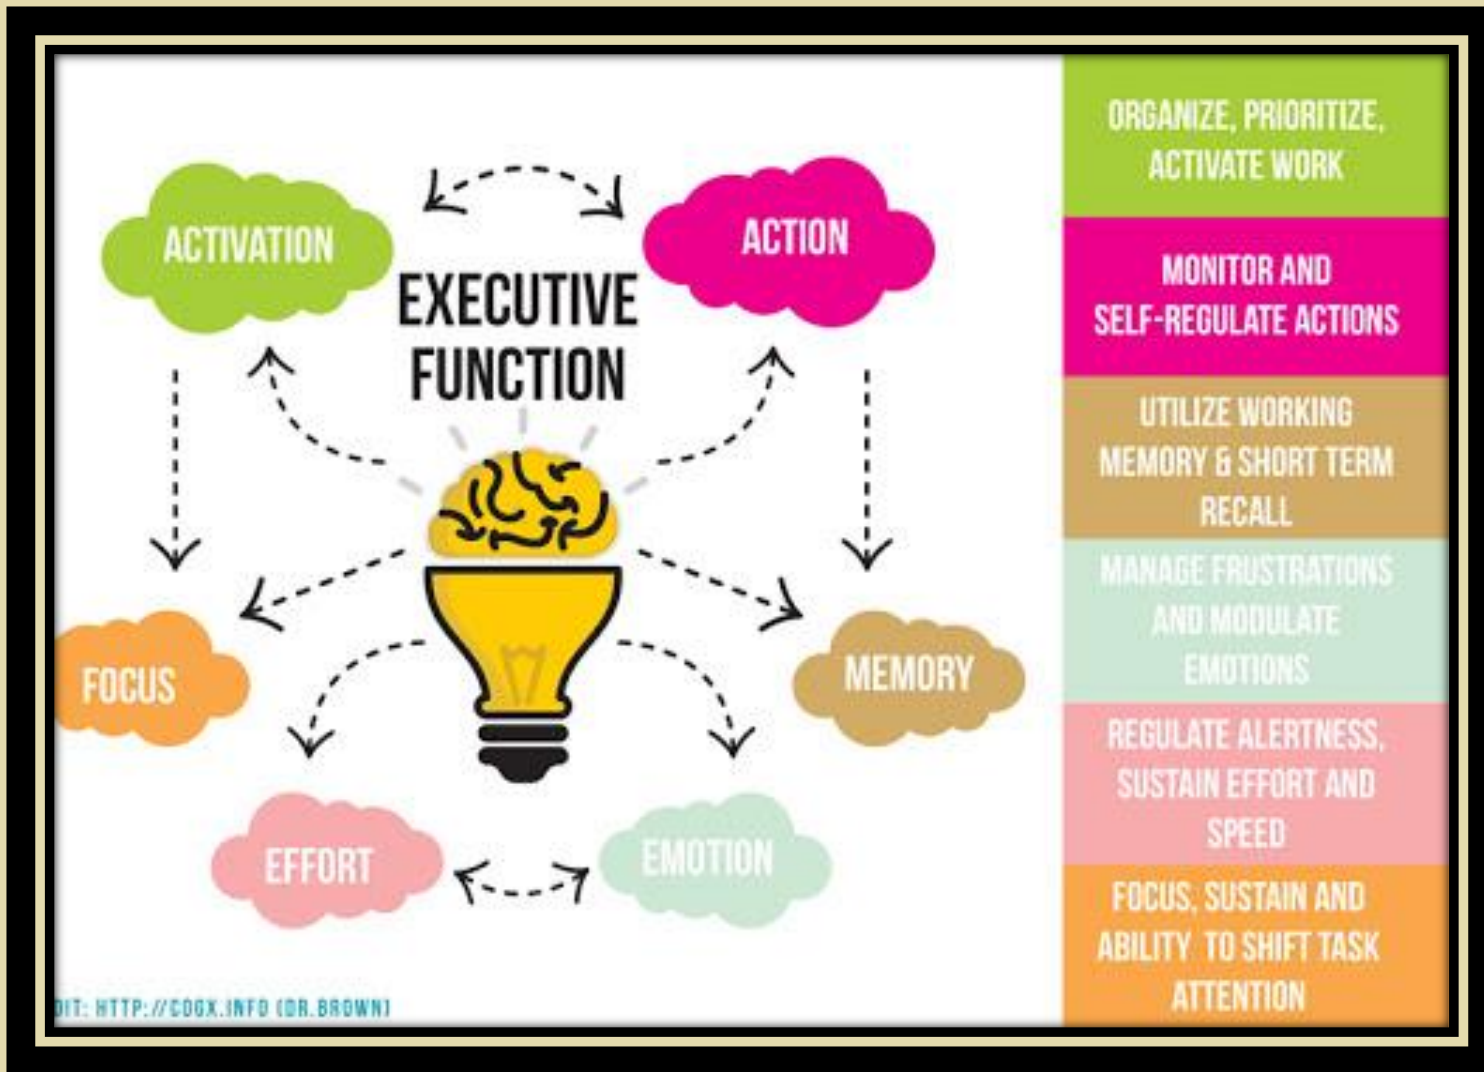 ACTIVATION
ACTION
EXECUTIVE
FUNCTION
FOCUS
MEMORY
EFFORT
EMOTION
DIT: HTTP://COGX.INFO (DR.BROWN)
ORGANIZE, PRIORITIZE,
ACTIVATE WORK
MONITOR AND
SELF-REGULATE ACTIONS
UTILIZE WORKING
MEMORY & SHORT TERM
RECALL
MANAGE FRUSTRATIONS
AND MODULATE
EMOTIONS
REGULATE ALERTNESS,
SUSTAIN EFFORT AND
SPEED
FOCUS, SUSTAIN AND
ABILITY TO SHIFT TASK
ATTENTION